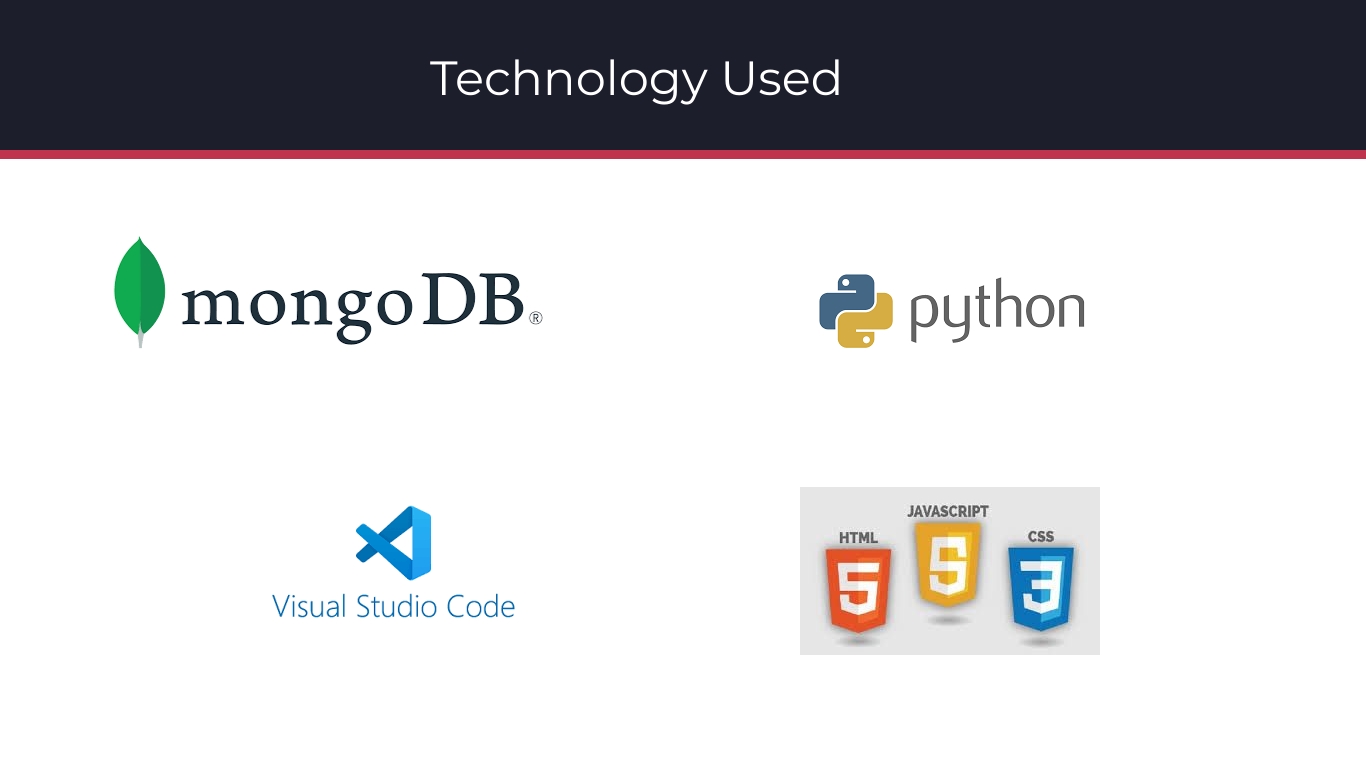 Technology Used
mongoDB®
python
Visual Studio Code
JAVASCRIPT
HTML
CSS
5
5
3